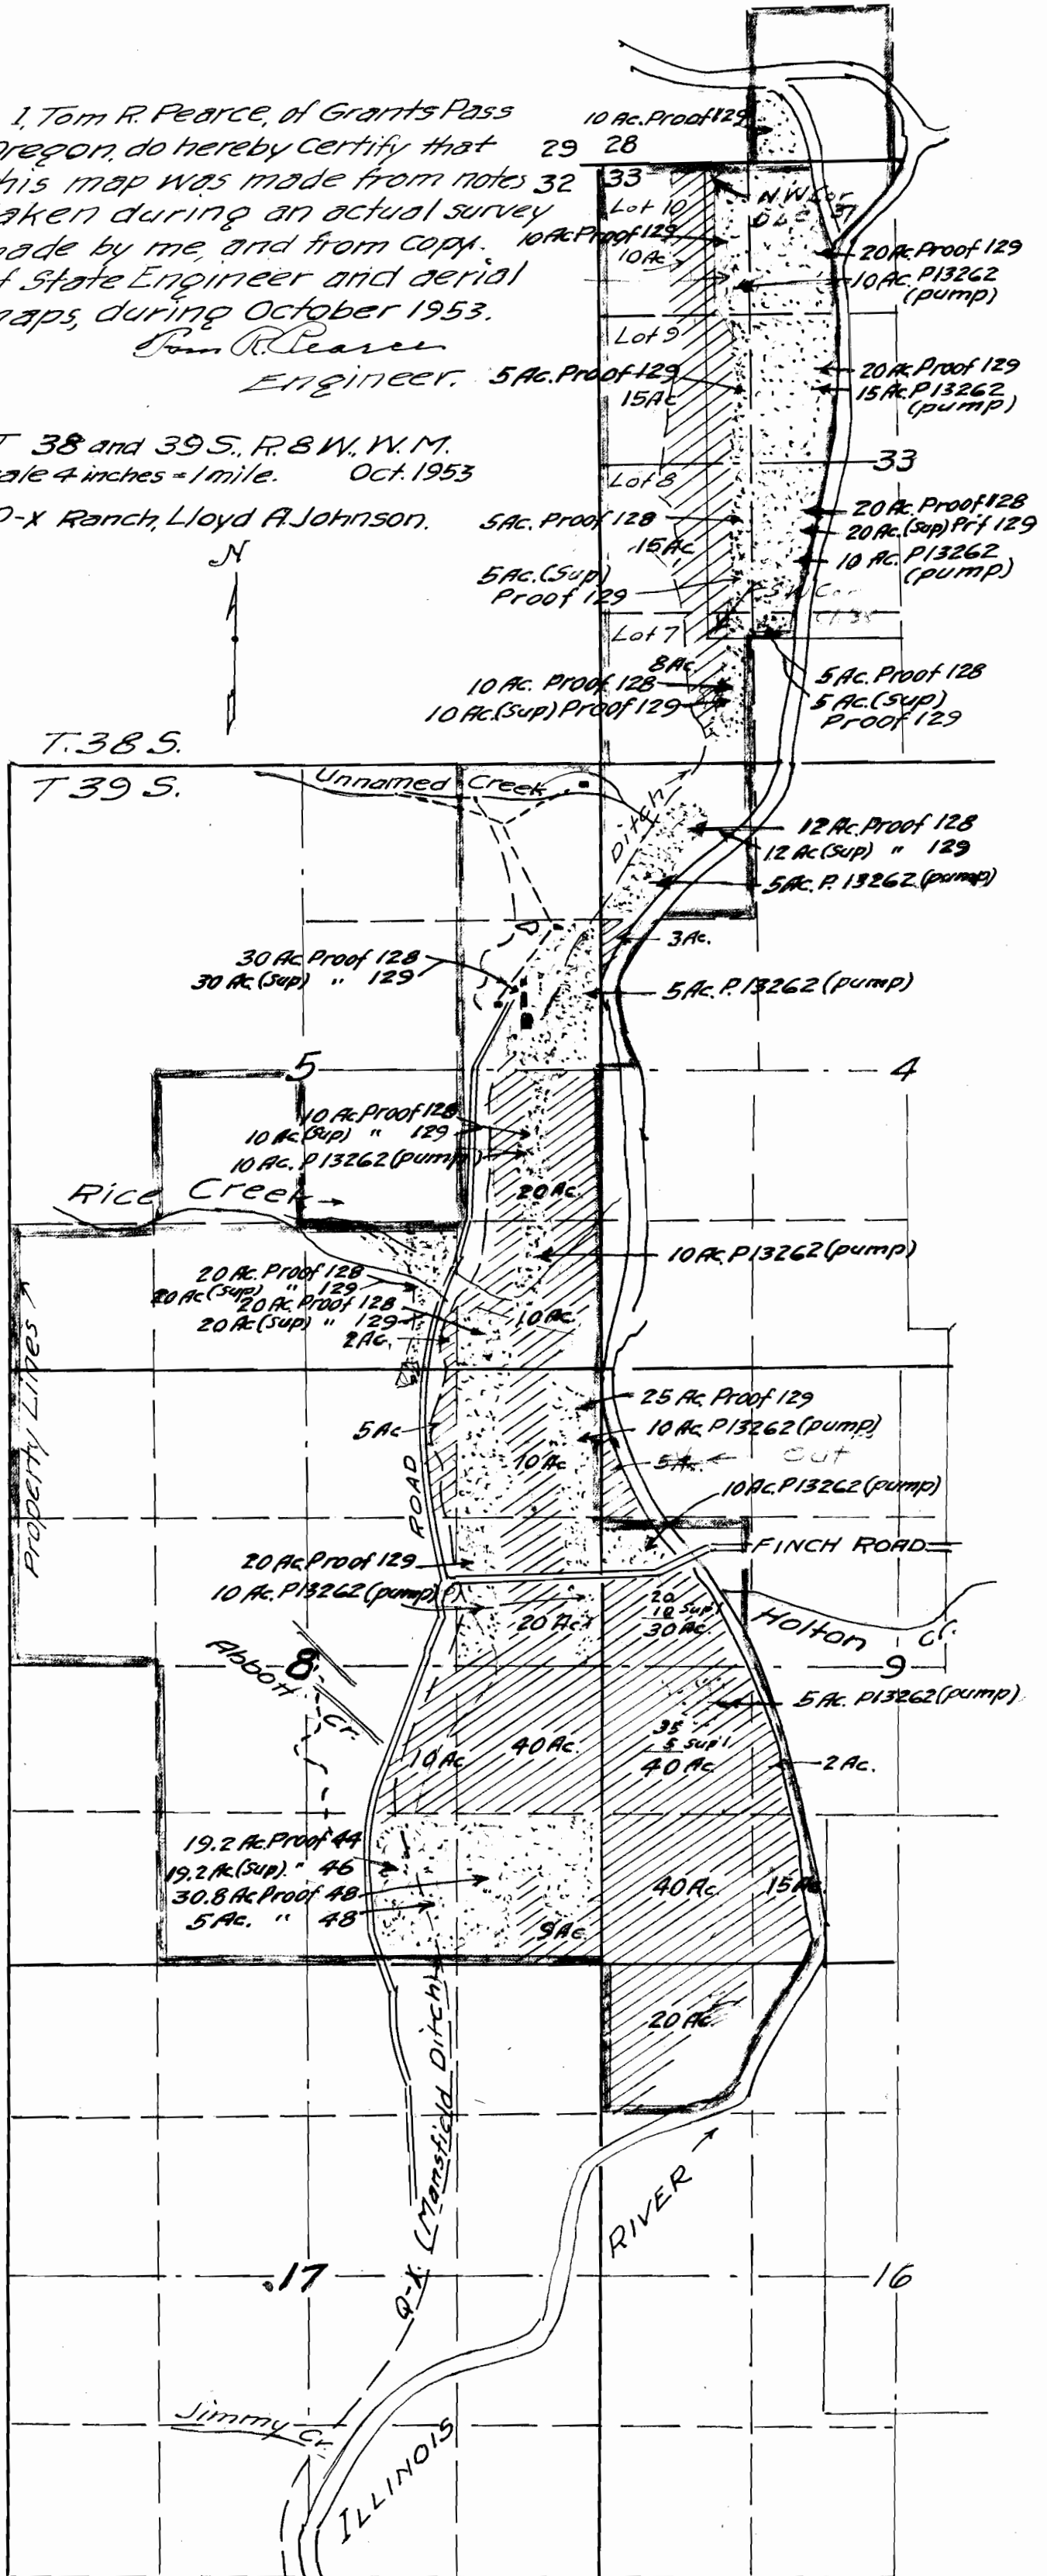 1, Tom R. Pearce, of Grants Pass
Oregon, do hereby certify that
this map was made from notes
taken during an actual survey
made by me, and from copy
of State Engineer and aerial
maps, during October 1953.
Tom R. Pearce
Engineer.
T 38 and 39 S., R. 8 W., W. M.
Scale 4 inches = 1 mile. Oct. 1953
Q-X Ranch, Lloyd A. Johnson.
N
10 Ac. Proof 129
29 28
32 33
Lot 10
N.W. Cor
10 Ac Proof 129
10 Ac
20 Ac Proof 129
10 Ac. P13262
(pump)
Lot 9
5 Ac. Proof 129
15 Ac
20 Ac Proof 129
15 Ac. P13262
(pump)
33
Lot 8
5 Ac. Proof 128
15 Ac
5 Ac. (Sup)
Proof 129
20 Ac. Proof 128
20 Ac. (Sup) Prf 129
10 Ac. P13262
(pump)
S W Cor
Lot 7
8 Ac.
10 Ac. Proof 128
10 Ac. (Sup) Proof 129
5 Ac. Proof 128
5 Ac. (Sup)
Proof 129
T. 38 S.
T 39 S.
Unnamed Creek
Ditch
12 Ac. Proof 128
12 Ac (Sup) " 129
5 Ac. P. 13262 (pump)
3 Ac.
30 Ac Proof 128
30 Ac (Sup) " 129
5 Ac. P. 13262 (pump)
5
4
10 Ac Proof 128
10 Ac (Sup) " 129
10 Ac. P13262 (pump)
20 Ac.
Rice Creek
10 Ac. P13262 (pump)
20 Ac. Proof 128
20 Ac (Sup) " 129
20 Ac. Proof 128
20 Ac (Sup) " 129
2 Ac.
10 Ac.
Property Lines
25 Ac Proof 129
10 Ac P13262 (pump)
5 Ac. Out
5 Ac
10 Ac
10 Ac. P13262 (pump)
ROAD
FINCH ROAD
20 Ac Proof 129
10 Ac. P13262 (pump)
20 Ac
20
10 Sup
30 Ac.
Holton Cr.
Abbott Cr.
8
9
5 Ac. P13262 (pump)
10 Ac
40 Ac.
35
5 Sup'l
40 Ac
2 Ac.
19.2 Ac. Proof 44
19.2 Ac (Sup) " 46
30.8 Ac Proof 48
5 Ac. " 48
9 Ac
40 Ac.
15 Ac.
20 Ac.
Q-X (Mansfield Ditch)
RIVER
17
16
Jimmy Cr.
ILLINOIS